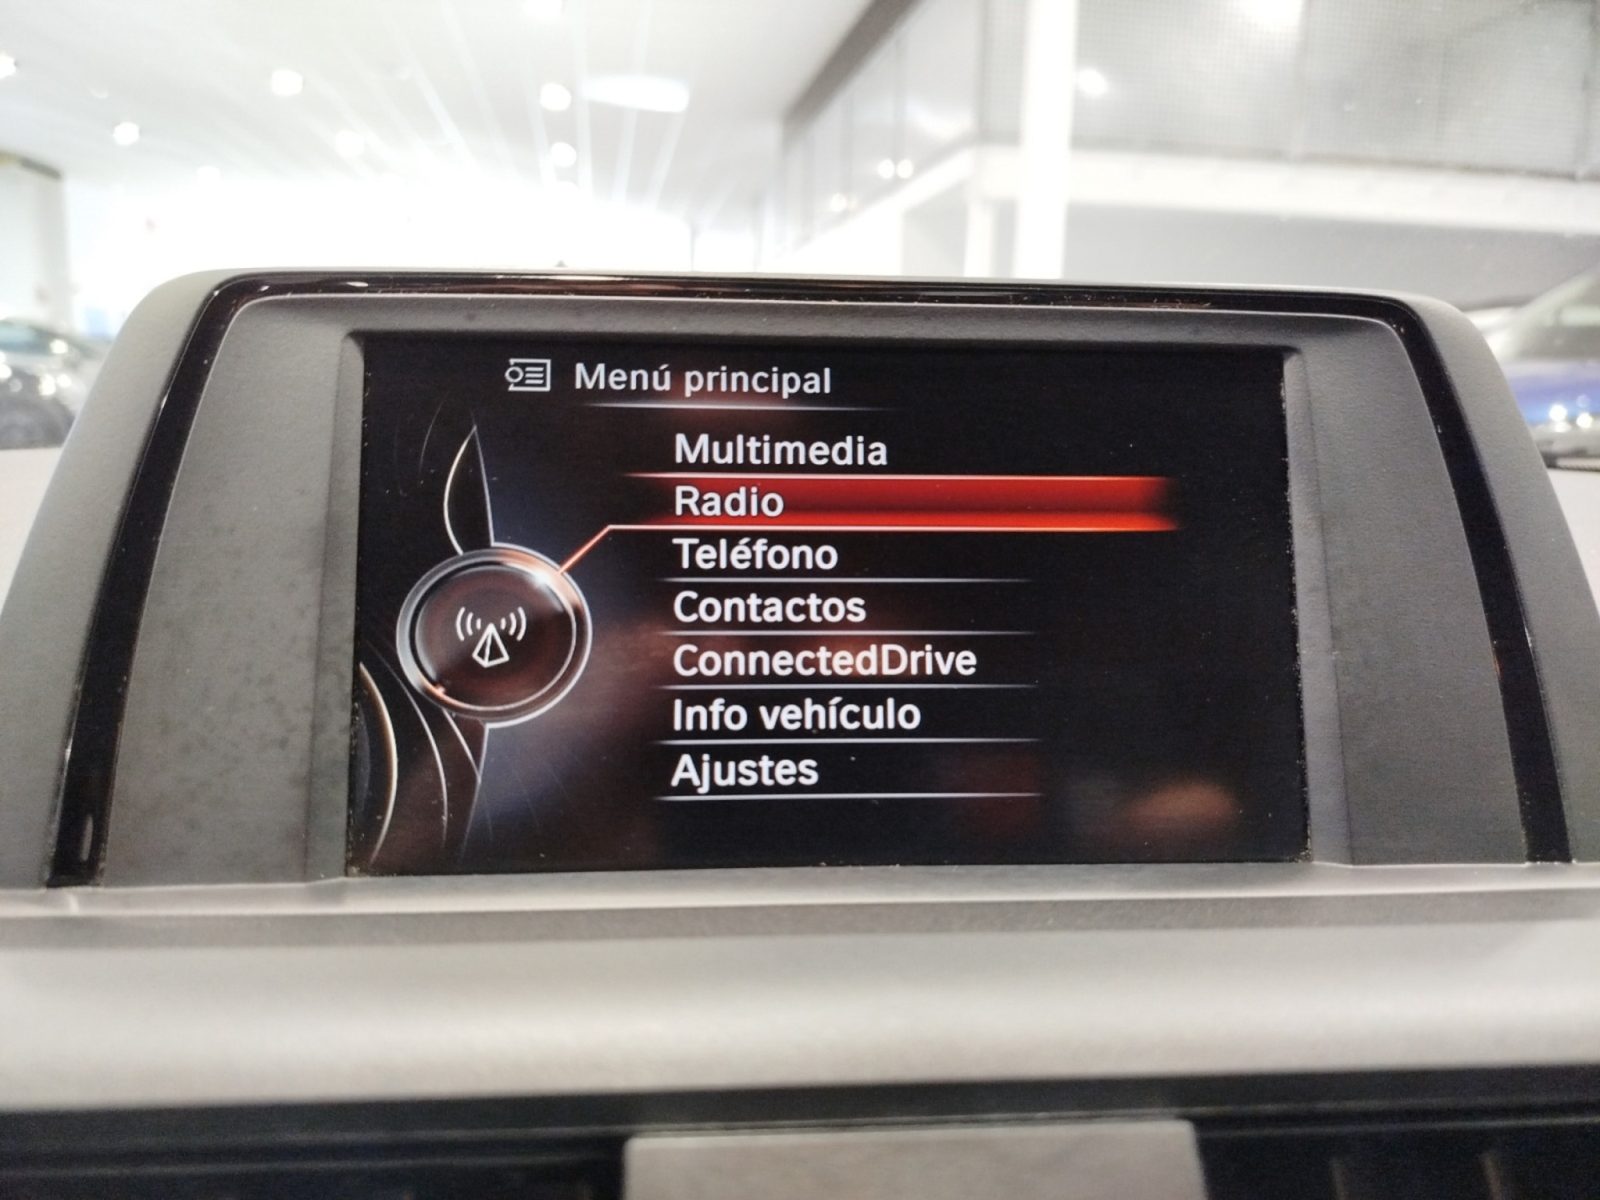 Menú principal
Multimedia
Radio
Teléfono
Contactos
ConnectedDrive
Info vehículo
Ajustes